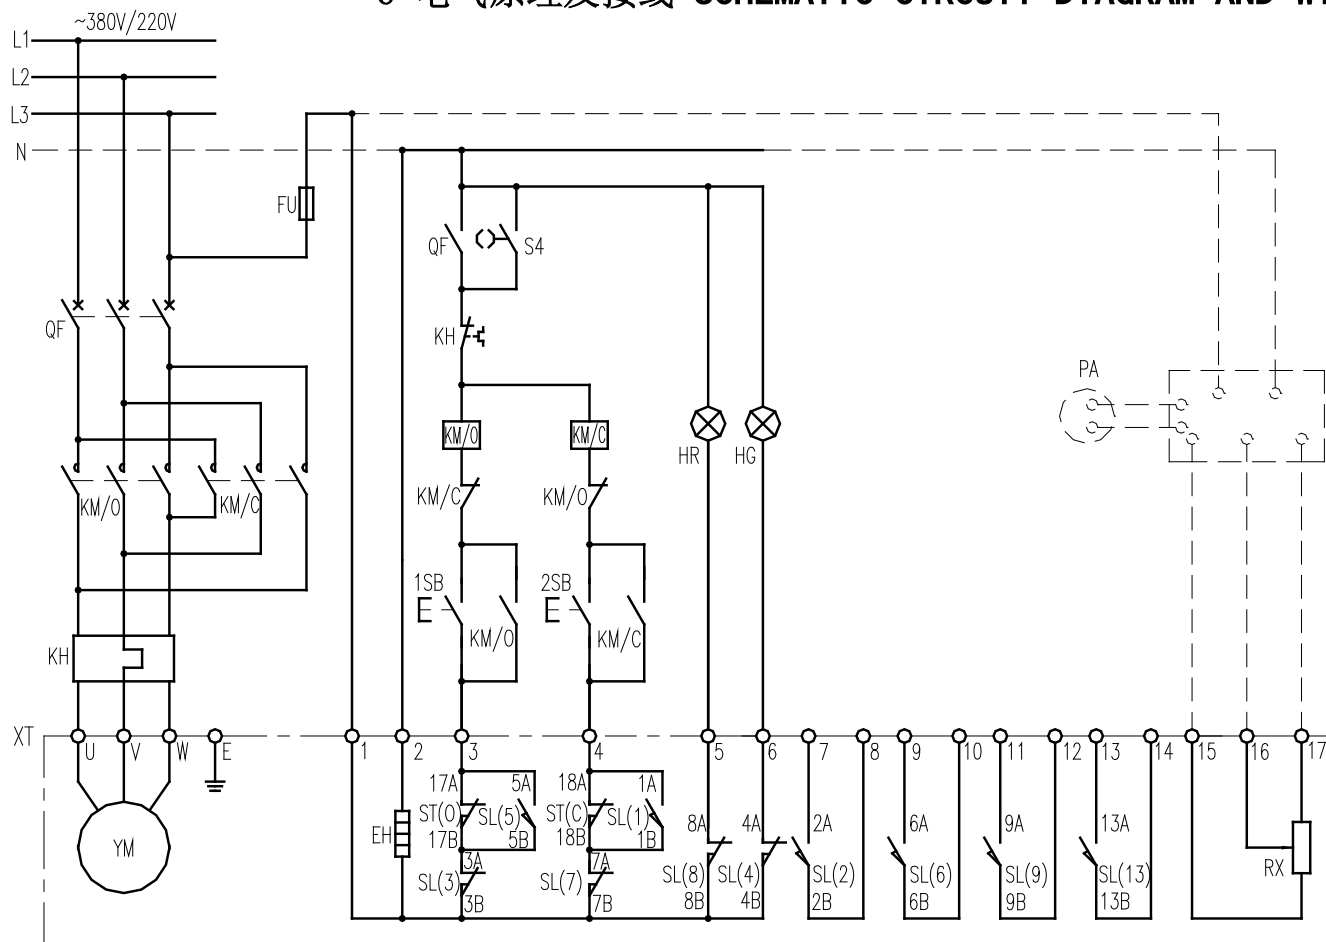 SCHEMATIC CIRCUIT DIAGRAM AND
~380V/220V
L1
L2
L3
N
FU
QF
S4
QF
KH
PA
KM/O
KM/C
HR
HG
KM/O
KM/C
KM/C
KM/O
1SB
E
2SB
E
KM/O
KM/C
KH
XT
U
V
W
E
1
2
3
4
5
6
7
8
9
10
11
12
13
14
15
16
17
17A
5A
18A
1A
ST(O)
SL(5)
ST(C)
SL(1)
17B
5B
18B
1B
8A
4A
2A
6A
9A
13A
YM
EH
3A
7A
SL(3)
SL(7)
SL(8)
SL(4)
SL(2)
SL(6)
SL(9)
SL(13)
RX
3B
7B
8B
4B
2B
6B
9B
13B